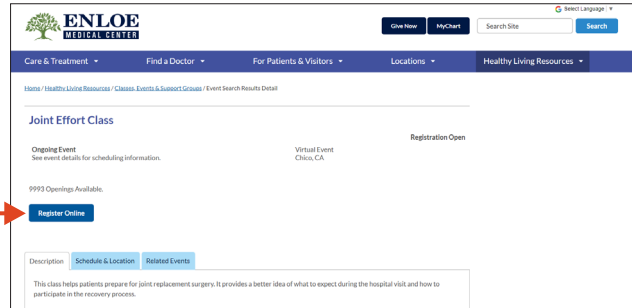 Select Language ▼
ENLOE
MEDICAL CENTER
Give Now
MyChart
Search Site
Search
Care & Treatment
Find a Doctor
For Patients & Visitors
Locations
Healthy Living Resources
Home / Healthy Living Resources / Classes, Events & Support Groups / Event Search Results Detail
Joint Effort Class
Registration Open
Ongoing Event
See event details for scheduling information.
Virtual Event
Chico, CA
9993 Openings Available.
Register Online
Description
Schedule & Location
Related Events
This class helps patients prepare for joint replacement surgery. It provides a better idea of what to expect during the hospital visit and how to
participate in the recovery process.